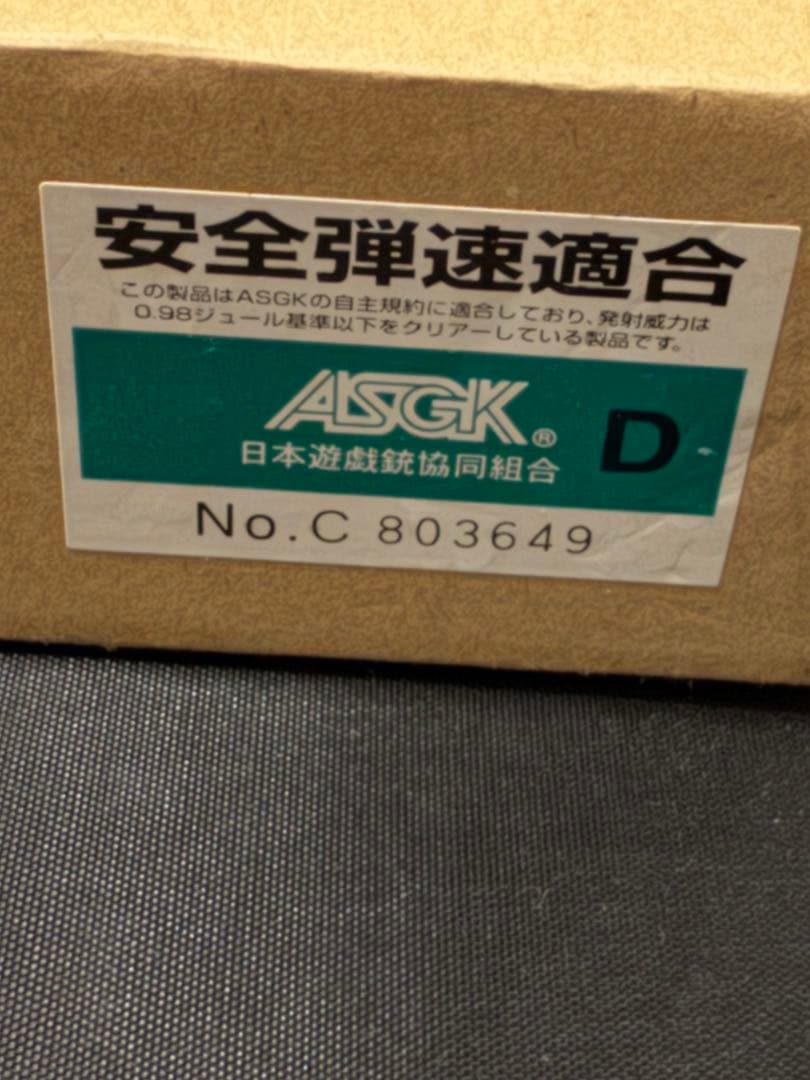 安全弾速適合
この製品はASGKの自主規約に適合しており、発射威力は
0.98ジュール基準以下をクリアーしている製品です。
ASGK® D
日本遊戯銃協同組合
No.C 803649